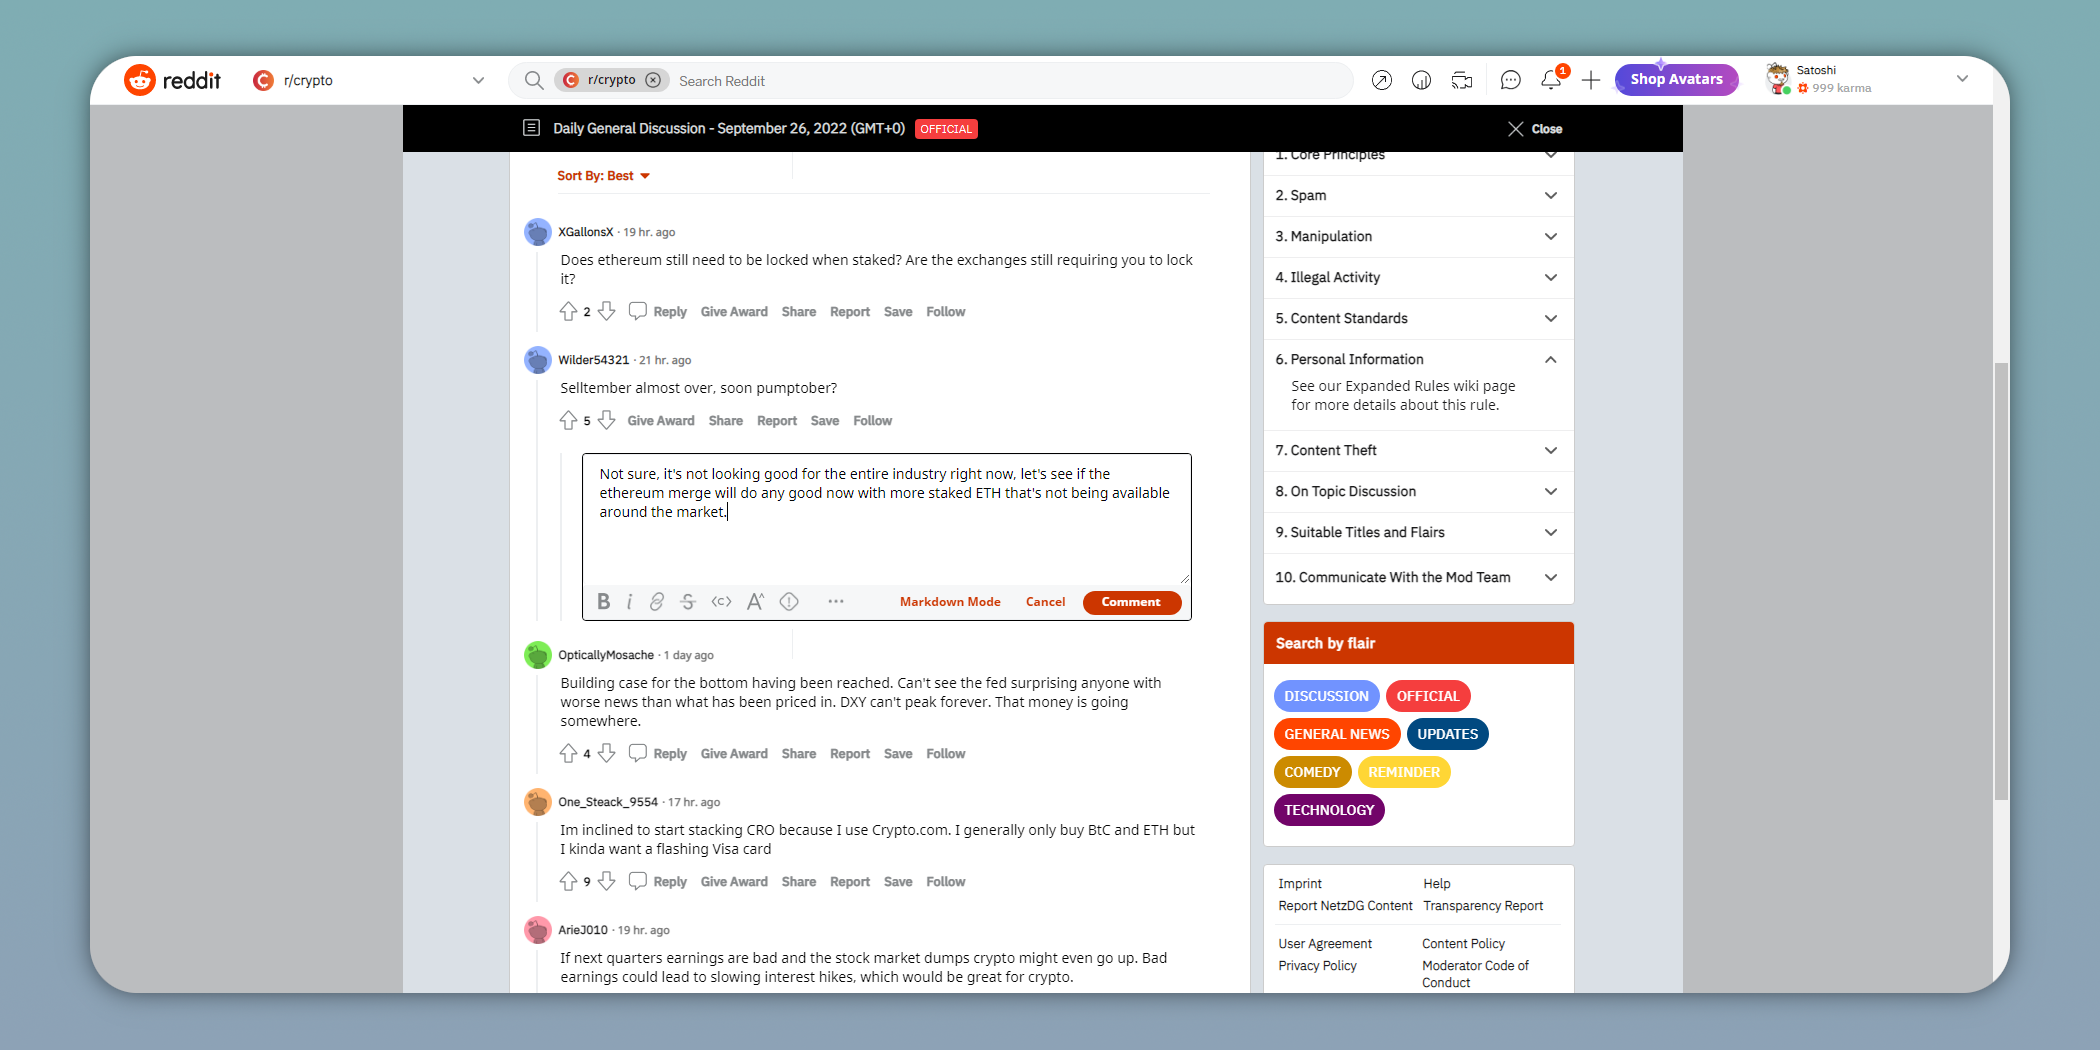 reddit
r/crypto
r/crypto
Search Reddit
1
Shop Avatars
Satoshi
999 karma
Daily General Discussion - September 26, 2022 (GMT+0)
OFFICIAL
Close
Sort By: Best
XGallonsX · 19 hr. ago
Does ethereum still need to be locked when staked? Are the exchanges still requiring you to lock
it?
2
Reply Give Award Share Report Save Follow
Wilder54321 · 21 hr. ago
Selltember almost over, soon pumptober?
5
Give Award Share Report Save Follow
Not sure, it's not looking good for the entire industry right now, let's see if the
ethereum merge will do any good now with more staked ETH that's not being available
around the market.
B i S <c> A ...
Markdown Mode
Cancel
Comment
OpticallyMosache · 1 day ago
Building case for the bottom having been reached. Can't see the fed surprising anyone with
worse news than what has been priced in. DXY can't peak forever. That money is going
somewhere.
4
Reply Give Award Share Report Save Follow
One_Steack_9554 · 17 hr. ago
Im inclined to start stacking CRO because I use Crypto.com. I generally only buy BtC and ETH but
I kinda want a flashing Visa card
9
Reply Give Award Share Report Save Follow
ArieJ010 · 19 hr. ago
If next quarters earnings are bad and the stock market dumps crypto might even go up. Bad
earnings could lead to slowing interest hikes, which would be great for crypto.
1. Core Principles
2. Spam
3. Manipulation
4. Illegal Activity
5. Content Standards
6. Personal Information
See our Expanded Rules wiki page
for more details about this rule.
7. Content Theft
8. On Topic Discussion
9. Suitable Titles and Flairs
10. Communicate With the Mod Team
Search by flair
DISCUSSION
OFFICIAL
GENERAL NEWS
UPDATES
COMEDY
REMINDER
TECHNOLOGY
Imprint
Help
Report NetzDG Content
Transparency Report
User Agreement
Content Policy
Privacy Policy
Moderator Code of
Conduct